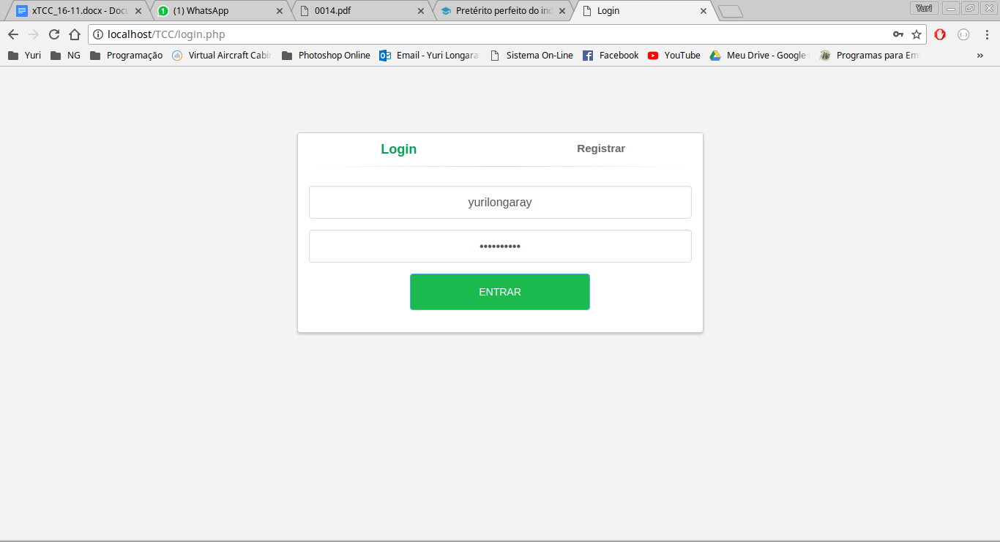 xTCC_16-11.docx - Docu (1) WhatsApp 0014.pdf Pretérito perfeito do ind Login Yuri
localhost/TCC/login.php
Yuri NG Programação Virtual Aircraft Cabin Photoshop Online Email - Yuri Longara Sistema On-Line Facebook YouTube Meu Drive - Google Programas para Em »
Login Registrar
yurilongaray
••••••••••
ENTRAR